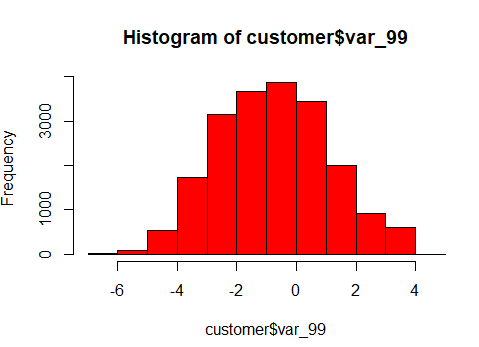 Histogram of customer$var_99
Frequency
3000
1000
0
-6 -4 -2 0 2 4
customer$var_99